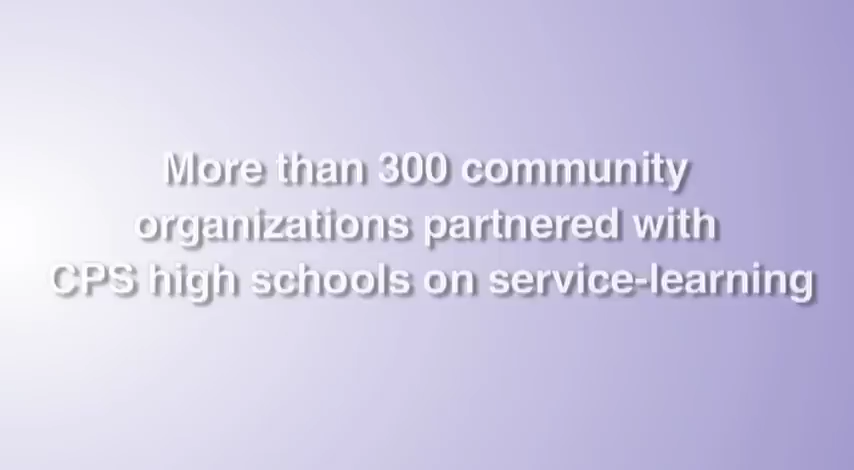 More than 300 community
organizations partnered with
CPS high schools on service-learning